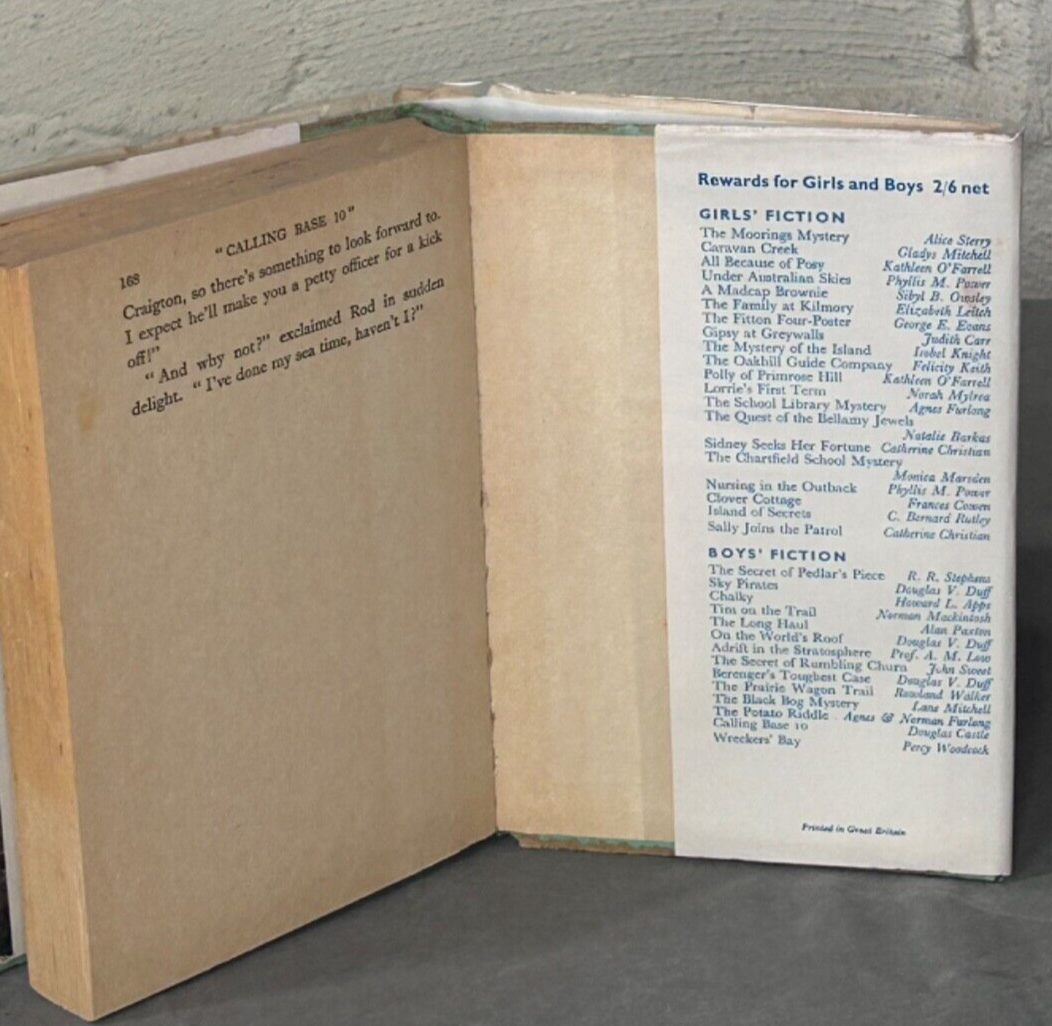 168
"CALLING BASE 10"
Craigton, so there's something to look forward to.
I expect he'll make you a petty officer for a kick
off!"
"And why not?" exclaimed Rod in sudden
delight. "I've done my sea time, haven't I?"
Rewards for Girls and Boys 2/6 net
GIRLS' FICTION
The Moorings Mystery Alice Sterry
Caravan Creek Gladys Mitchell
All Because of Posy Kathleen O'Farrell
Under Australian Skies Phyllis M. Power
A Madcap Brownie Sibyl B. Owsley
The Family at Kilmory Elizabeth Leitch
The Fitton Four-Poster George E. Evans
Gipsy at Greywalls Judith Carr
The Mystery of the Island Isobel Knight
The Oakhill Guide Company Felicity Keith
Polly of Primrose Hill Kathleen O'Farrell
Lorrie's First Term Norah Mylrea
The School Library Mystery Agnes Furlong
The Quest of the Bellamy Jewels
Natalie Barkas
Sidney Seeks Her Fortune Catherine Christian
The Chartfield School Mystery
Monica Marsden
Nursing in the Outback Phyllis M. Power
Clover Cottage Frances Cowen
Island of Secrets C. Bernard Rutley
Sally Joins the Patrol Catherine Christian
BOYS' FICTION
The Secret of Pedlar's Piece R. R. Stephens
Sky Pirates Douglas V. Duff
Chalky Howard L. Apps
Tim on the Trail Norman Mackintosh
The Long Haul Alan Paxton
On the World's Roof Douglas V. Duff
Adrift in the Stratosphere Prof. A. M. Low
The Secret of Rumbling Churn John Sweet
Berenger's Toughest Case Douglas V. Duff
The Prairie Wagon Trail Rowland Walker
The Black Bog Mystery Lane Mitchell
The Potato Riddle . Agnes & Norman Furlong
Calling Base 10 Douglas Castle
Wreckers' Bay Percy Woodcock
Printed in Great Britain